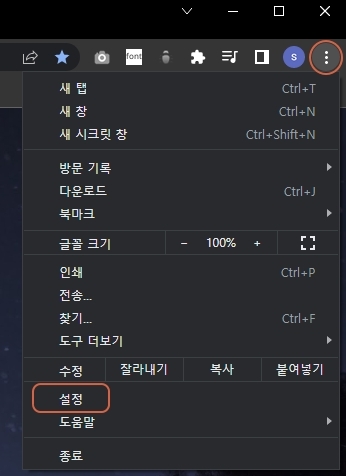 font
S
새 탭 Ctrl+T
새 창 Ctrl+N
새 시크릿 창 Ctrl+Shift+N
방문 기록
다운로드 Ctrl+J
북마크
글꼴 크기 − 100% +
인쇄 Ctrl+P
전송...
찾기... Ctrl+F
도구 더보기
수정 잘라내기 복사 붙여넣기
설정
도움말
종료